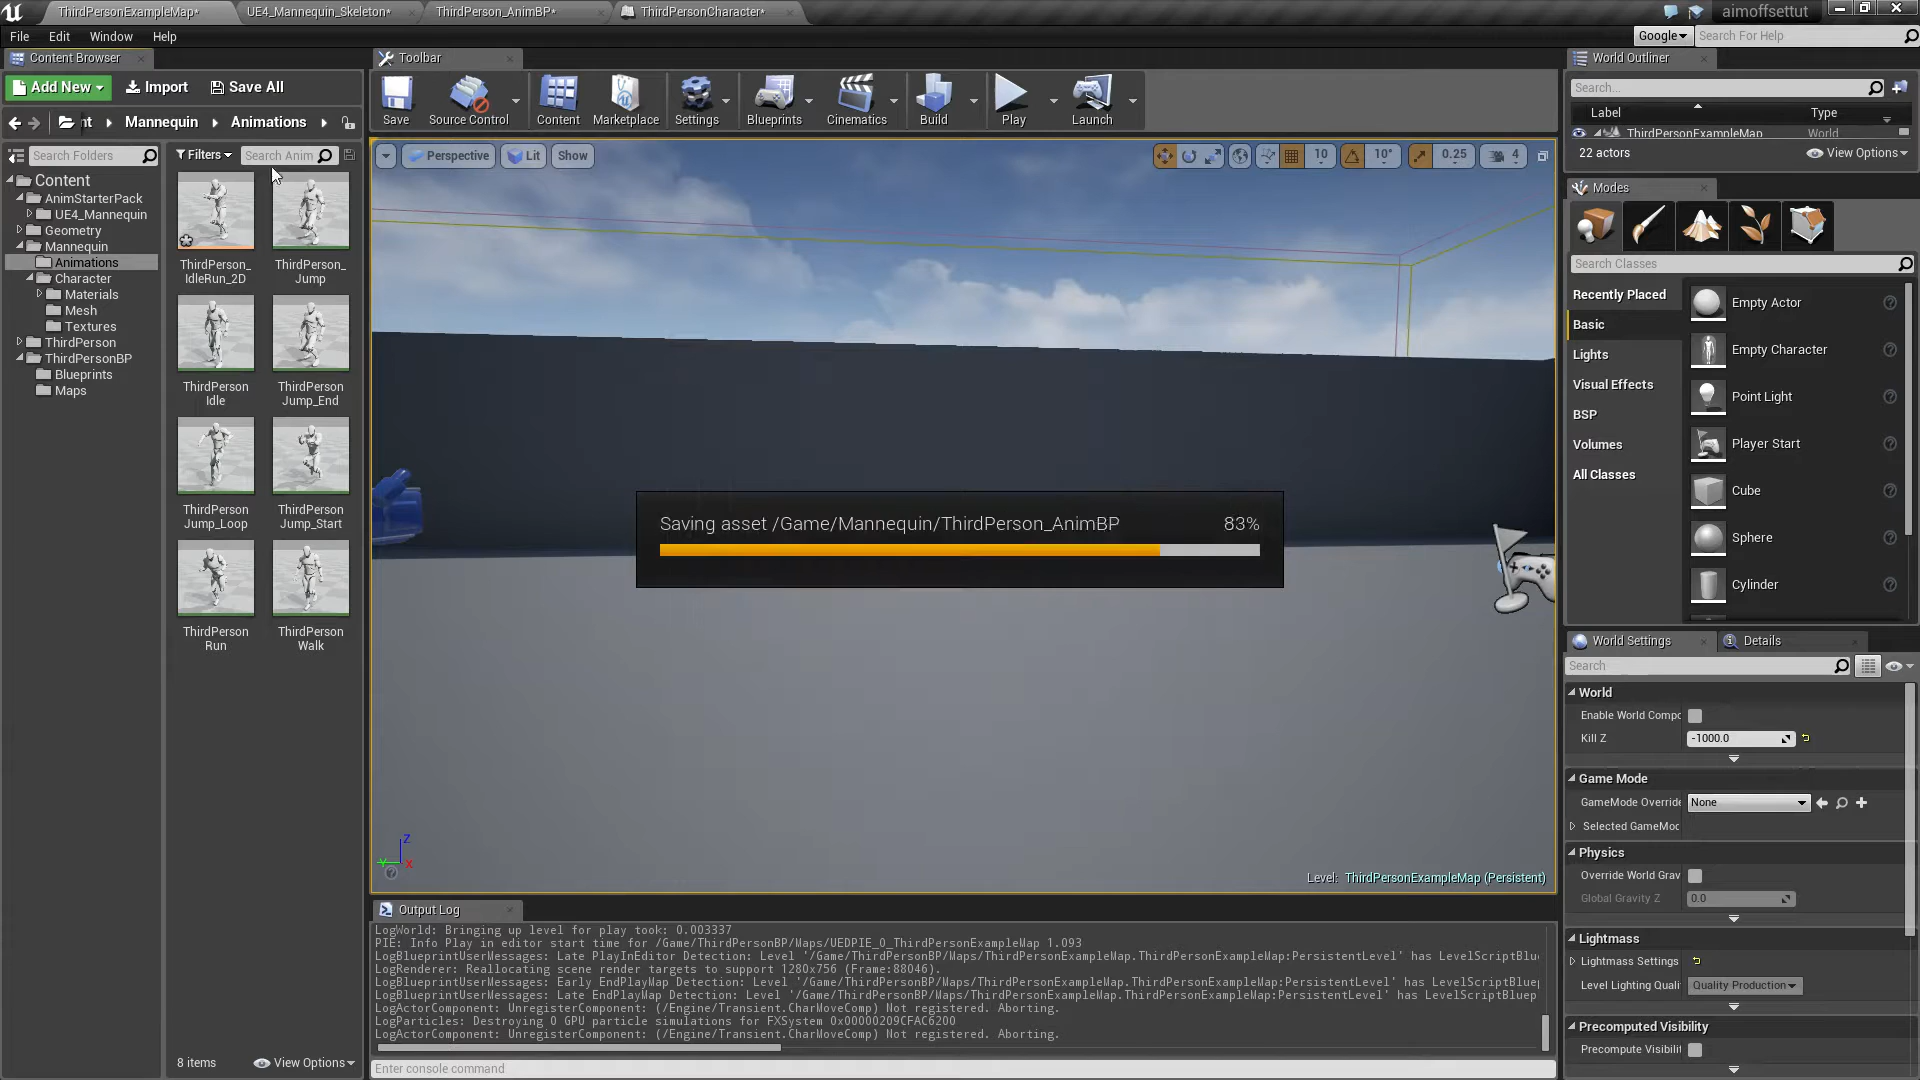 ThirdPersonExampleMap*
UE4_Mannequin_Skeleton*
ThirdPerson_AnimBP*
ThirdPersonCharacter*
aimoffsettut
File Edit Window Help
Google
Search For Help
Content Browser
Add New
Import
Save All
nt
Mannequin
Animations
Search Folders
Content
AnimStarterPack
UE4_Mannequin
Geometry
Mannequin
Animations
Character
Materials
Mesh
Textures
ThirdPerson
ThirdPersonBP
Blueprints
Maps
Filters
Search Anim
ThirdPerson_
IdleRun_2D
ThirdPerson_
Jump
ThirdPerson
Idle
ThirdPerson
Jump_End
ThirdPerson
Jump_Loop
ThirdPerson
Jump_Start
ThirdPerson
Run
ThirdPerson
Walk
8 items
View Options
Toolbar
Save
Source Control
Content
Marketplace
Settings
Blueprints
Cinematics
Build
Play
Launch
Perspective
Lit
Show
10
10°
0.25
4
Saving asset /Game/Mannequin/ThirdPerson_AnimBP 83%
Z
Y
X
Level: ThirdPersonExampleMap (Persistent)
Output Log
LogWorld: Bringing up level for play took: 0.003337
PIE: Info Play in editor start time for /Game/ThirdPersonBP/Maps/UEDPIE_0_ThirdPersonExampleMap 1.093
LogBlueprintUserMessages: Late PlayInEditor Detection: Level '/Game/ThirdPersonBP/Maps/ThirdPersonExampleMap.ThirdPersonExampleMap:PersistentLevel' has LevelScriptBlue
LogRenderer: Reallocating scene render targets to support 1280x756 (Frame:88046).
LogBlueprintUserMessages: Early EndPlayMap Detection: Level '/Game/ThirdPersonBP/Maps/ThirdPersonExampleMap.ThirdPersonExampleMap:PersistentLevel' has LevelScriptBluep
LogBlueprintUserMessages: Late EndPlayMap Detection: Level '/Game/ThirdPersonBP/Maps/ThirdPersonExampleMap.ThirdPersonExampleMap:PersistentLevel' has LevelScriptBluep
LogActorComponent: UnregisterComponent: (/Engine/Transient.CharMoveComp) Not registered. Aborting.
LogParticles: Destroying 0 GPU particle simulations for FXSystem 0x00000209CFAC6200
LogActorComponent: UnregisterComponent: (/Engine/Transient.CharMoveComp) Not registered. Aborting.
Enter console command
World Outliner
Search...
Label
Type
ThirdPersonExampleMap
World
22 actors
View Options
Modes
Search Classes
Recently Placed
Basic
Lights
Visual Effects
BSP
Volumes
All Classes
Empty Actor
Empty Character
Point Light
Player Start
Cube
Sphere
Cylinder
World Settings
Details
Search
World
Enable World Compo
Kill Z
-1000.0
Game Mode
GameMode Override
None
Selected GameMod
Physics
Override World Grav
Global Gravity Z
0.0
Lightmass
Lightmass Settings
Level Lighting Quali
Quality Production
Precomputed Visibility
Precompute Visibilit